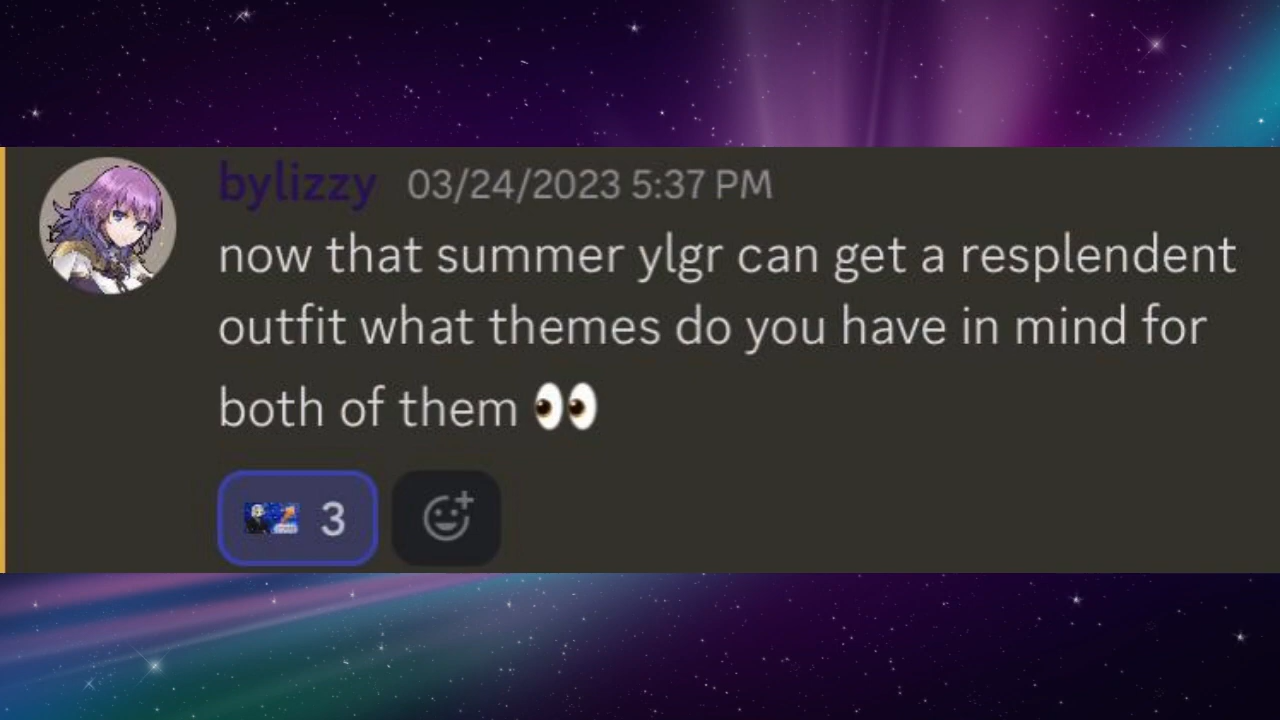 bylizzy 03/24/2023 5:37 PM
now that summer ylgr can get a resplendent
outfit what themes do you have in mind for
both of them 👀
3